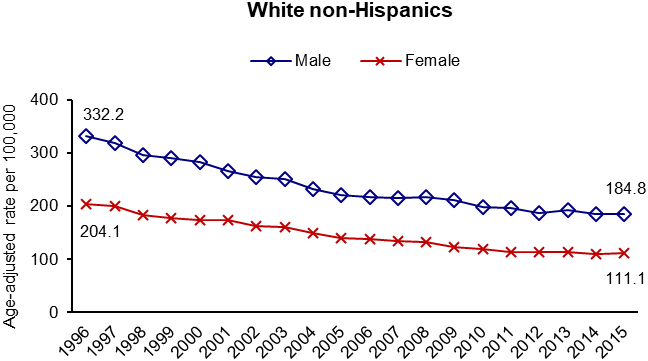 White non-Hispanics
Male Female
Age-adjusted rate per 100,000
400
300
200
100
0
332.2
204.1
184.8
111.1
1996 1997 1998 1999 2000 2001 2002 2003 2004 2005 2006 2007 2008 2009 2010 2011 2012 2013 2014 2015